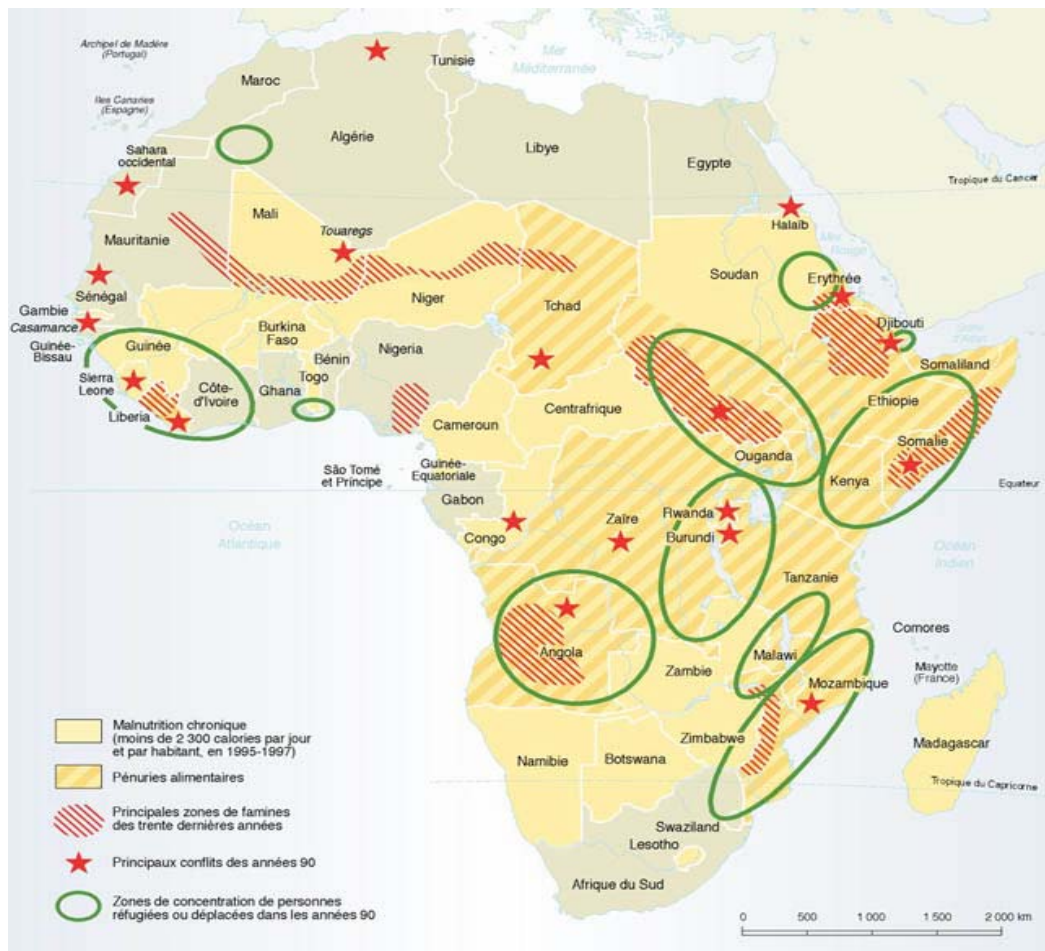 Archipel de Madère
(Portugal)
Mer
Méditerranée
Tunisie
Maroc
Iles Canaries
(Espagne)
Algérie
Libye
Egypte
Sahara
occidental
Tropique du Cancer
Mali
Halaïb
Mauritanie
Touaregs
Mer
Rouge
Soudan
Erythrée
Niger
Sénégal
Tchad
Gambie
Casamance
Djibouti
Guinée-
Bissau
Burkina
Faso
Guinée
Nigeria
Bénin
Somaliland
Togo
Sierra
Leone
Côte-
d'Ivoire
Ghana
Ethiopie
Centrafrique
Liberia
Cameroun
Somalie
Ouganda
Guinée-
Equatoriale
São Tomé
et Príncipe
Kenya
Equateur
Gabon
Rwanda
Zaïre
Océan
Atlantique
Congo
Burundi
Océan
Indien
Tanzanie
Comores
Angola
Malawi
Mayotte
(France)
Zambie
Mozambique
Malnutrition chronique
(moins de 2 300 calories par jour
et par habitant, en 1995-1997)
Zimbabwe
Madagascar
Namibie
Botswana
Pénuries alimentaires
Tropique du Capricorne
Principales zones de famines
des trente dernières années
Swaziland
Lesotho
Principaux conflits des années 90
Afrique du Sud
Zones de concentration de personnes
réfugiées ou déplacées dans les années 90
0 500 1 000 1 500 2 000 km